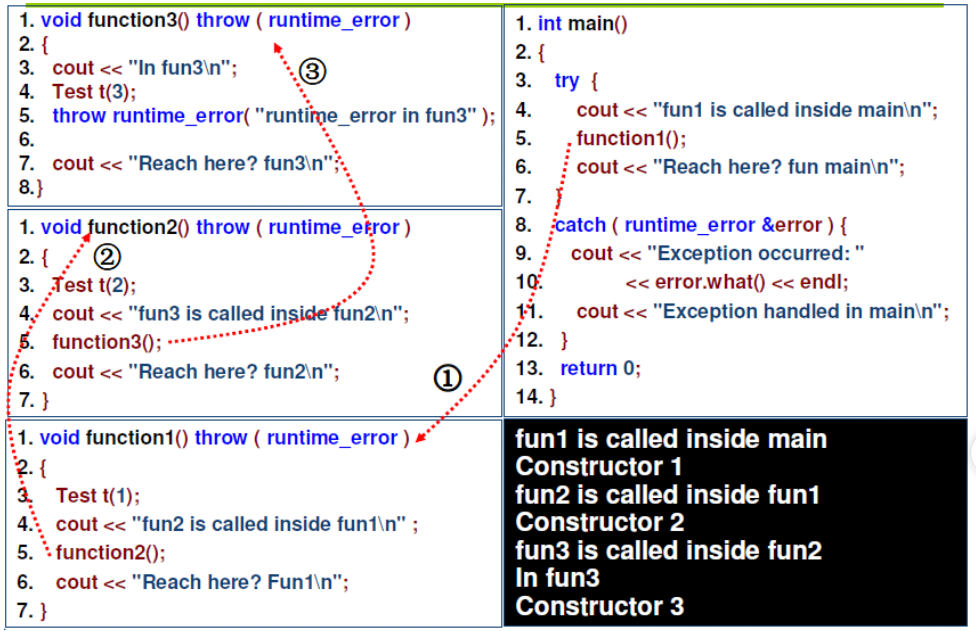 1. void function3() throw ( runtime_error )
2. {
3. cout << "In fun3\n";
4. Test t(3);
5. throw runtime_error( "runtime_error in fun3" );
6.
7. cout << "Reach here? fun3\n";
8.}
③
1. void function2() throw ( runtime_error )
2. {
3. Test t(2);
4. cout << "fun3 is called inside fun2\n";
5. function3();
6. cout << "Reach here? fun2\n";
7. }
②
1. void function1() throw ( runtime_error )
2. {
3. Test t(1);
4. cout << "fun2 is called inside fun1\n" ;
5. function2();
6. cout << "Reach here? Fun1\n";
7. }
①
1. int main()
2. {
3. try {
4. cout << "fun1 is called inside main\n";
5. function1();
6. cout << "Reach here? fun main\n";
7. }
8. catch ( runtime_error &error ) {
9. cout << "Exception occurred: "
10. << error.what() << endl;
11. cout << "Exception handled in main\n";
12. }
13. return 0;
14. }
fun1 is called inside main
Constructor 1
fun2 is called inside fun1
Constructor 2
fun3 is called inside fun2
In fun3
Constructor 3